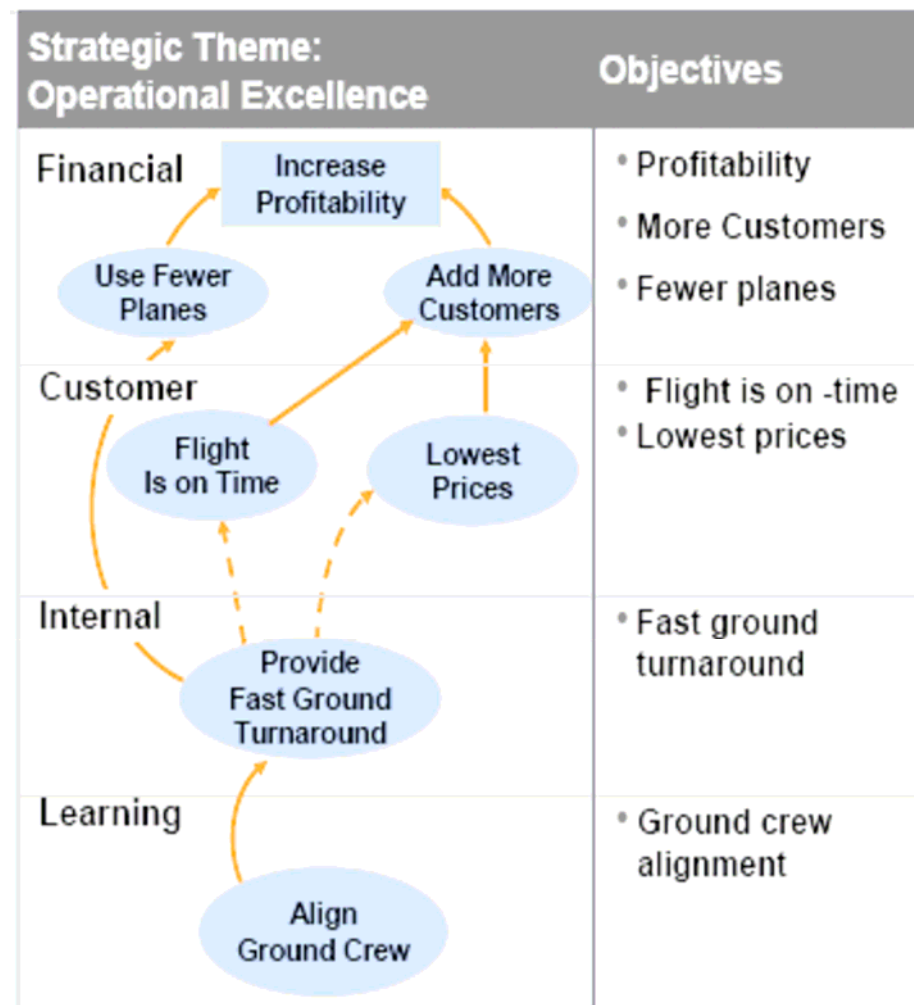 Strategic Theme:
Operational Excellence
Objectives
Financial
Increase
Profitability
Use Fewer
Planes
Add More
Customers
• Profitability
• More Customers
• Fewer planes
Customer
Flight
Is on Time
Lowest
Prices
• Flight is on -time
• Lowest prices
Internal
Provide
Fast Ground
Turnaround
• Fast ground
turnaround
Learning
Align
Ground Crew
• Ground crew
alignment